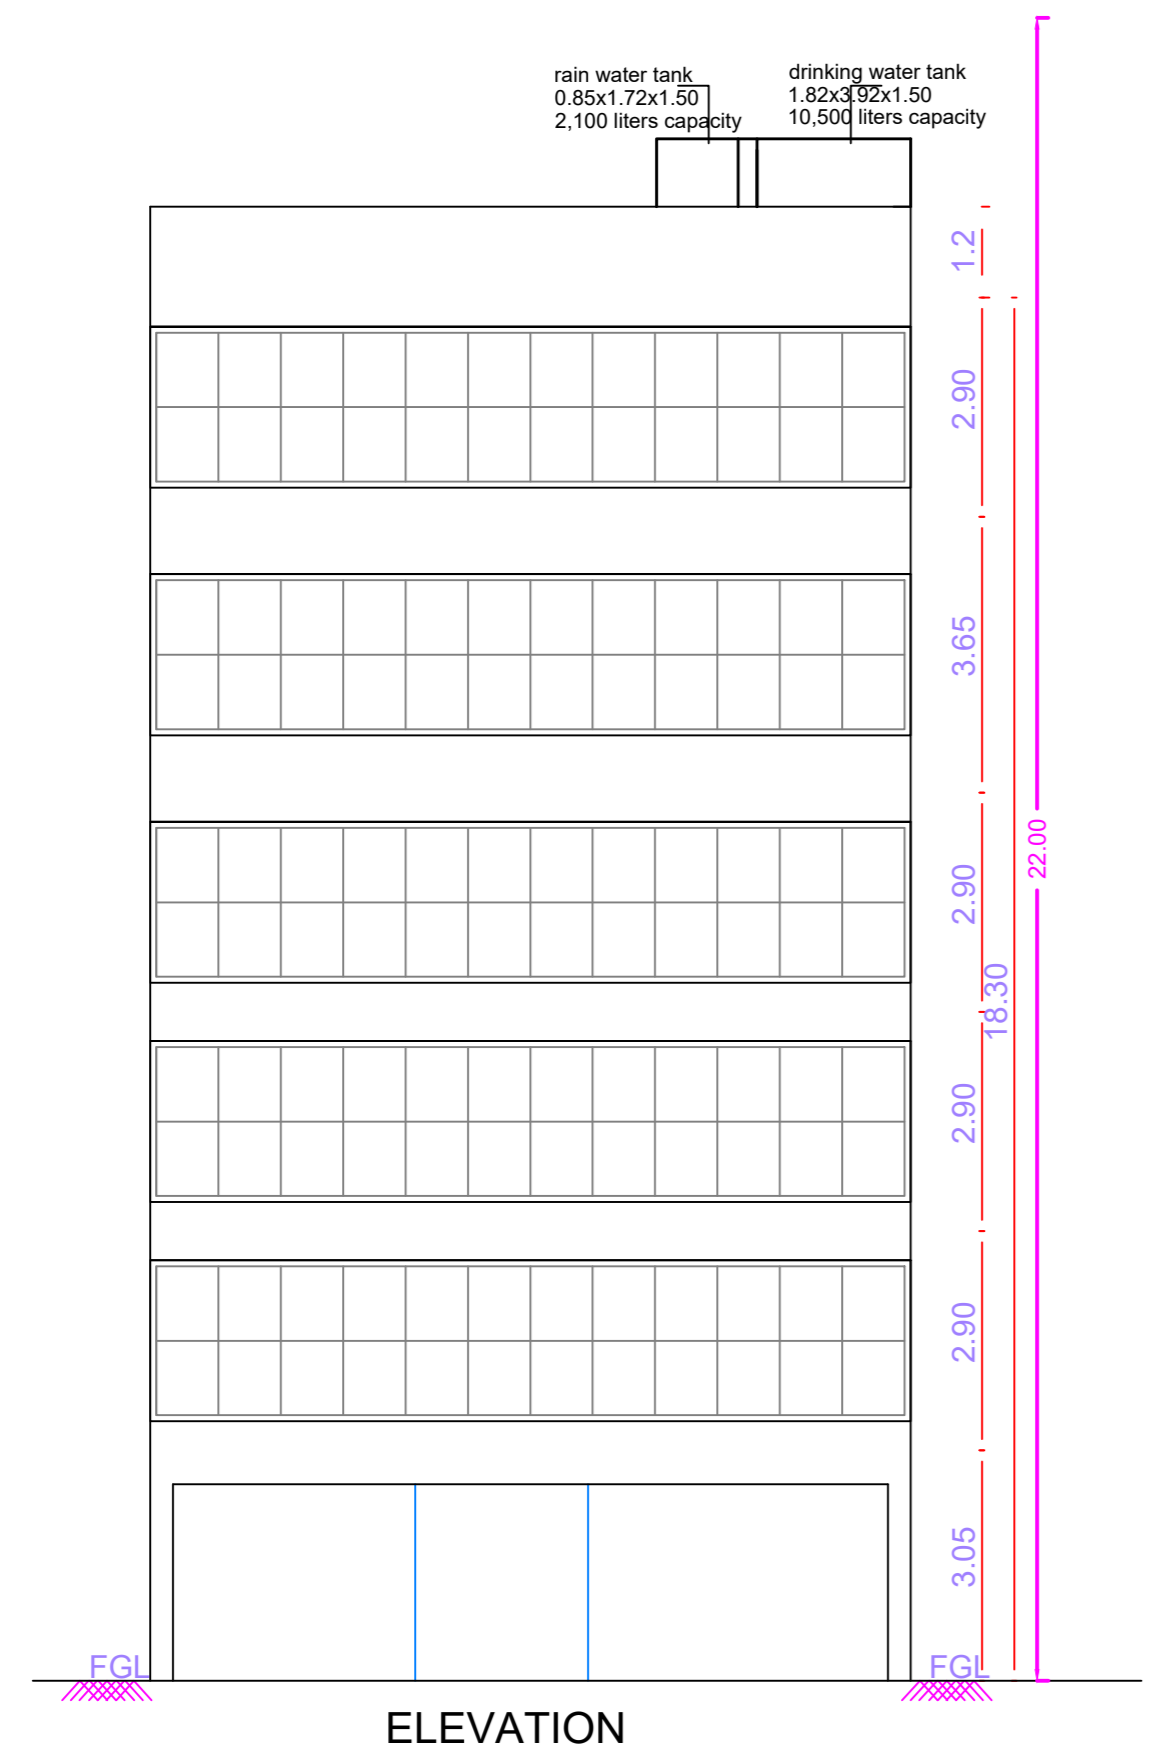 rain water tank
0.85x1.72x1.50
2,100 liters capacity
drinking water tank
1.82x3.92x1.50
10,500 liters capacity
1.2
2.90
3.65
22.00
2.90
18.30
2.90
2.90
3.05
FGL
FGL
ELEVATION